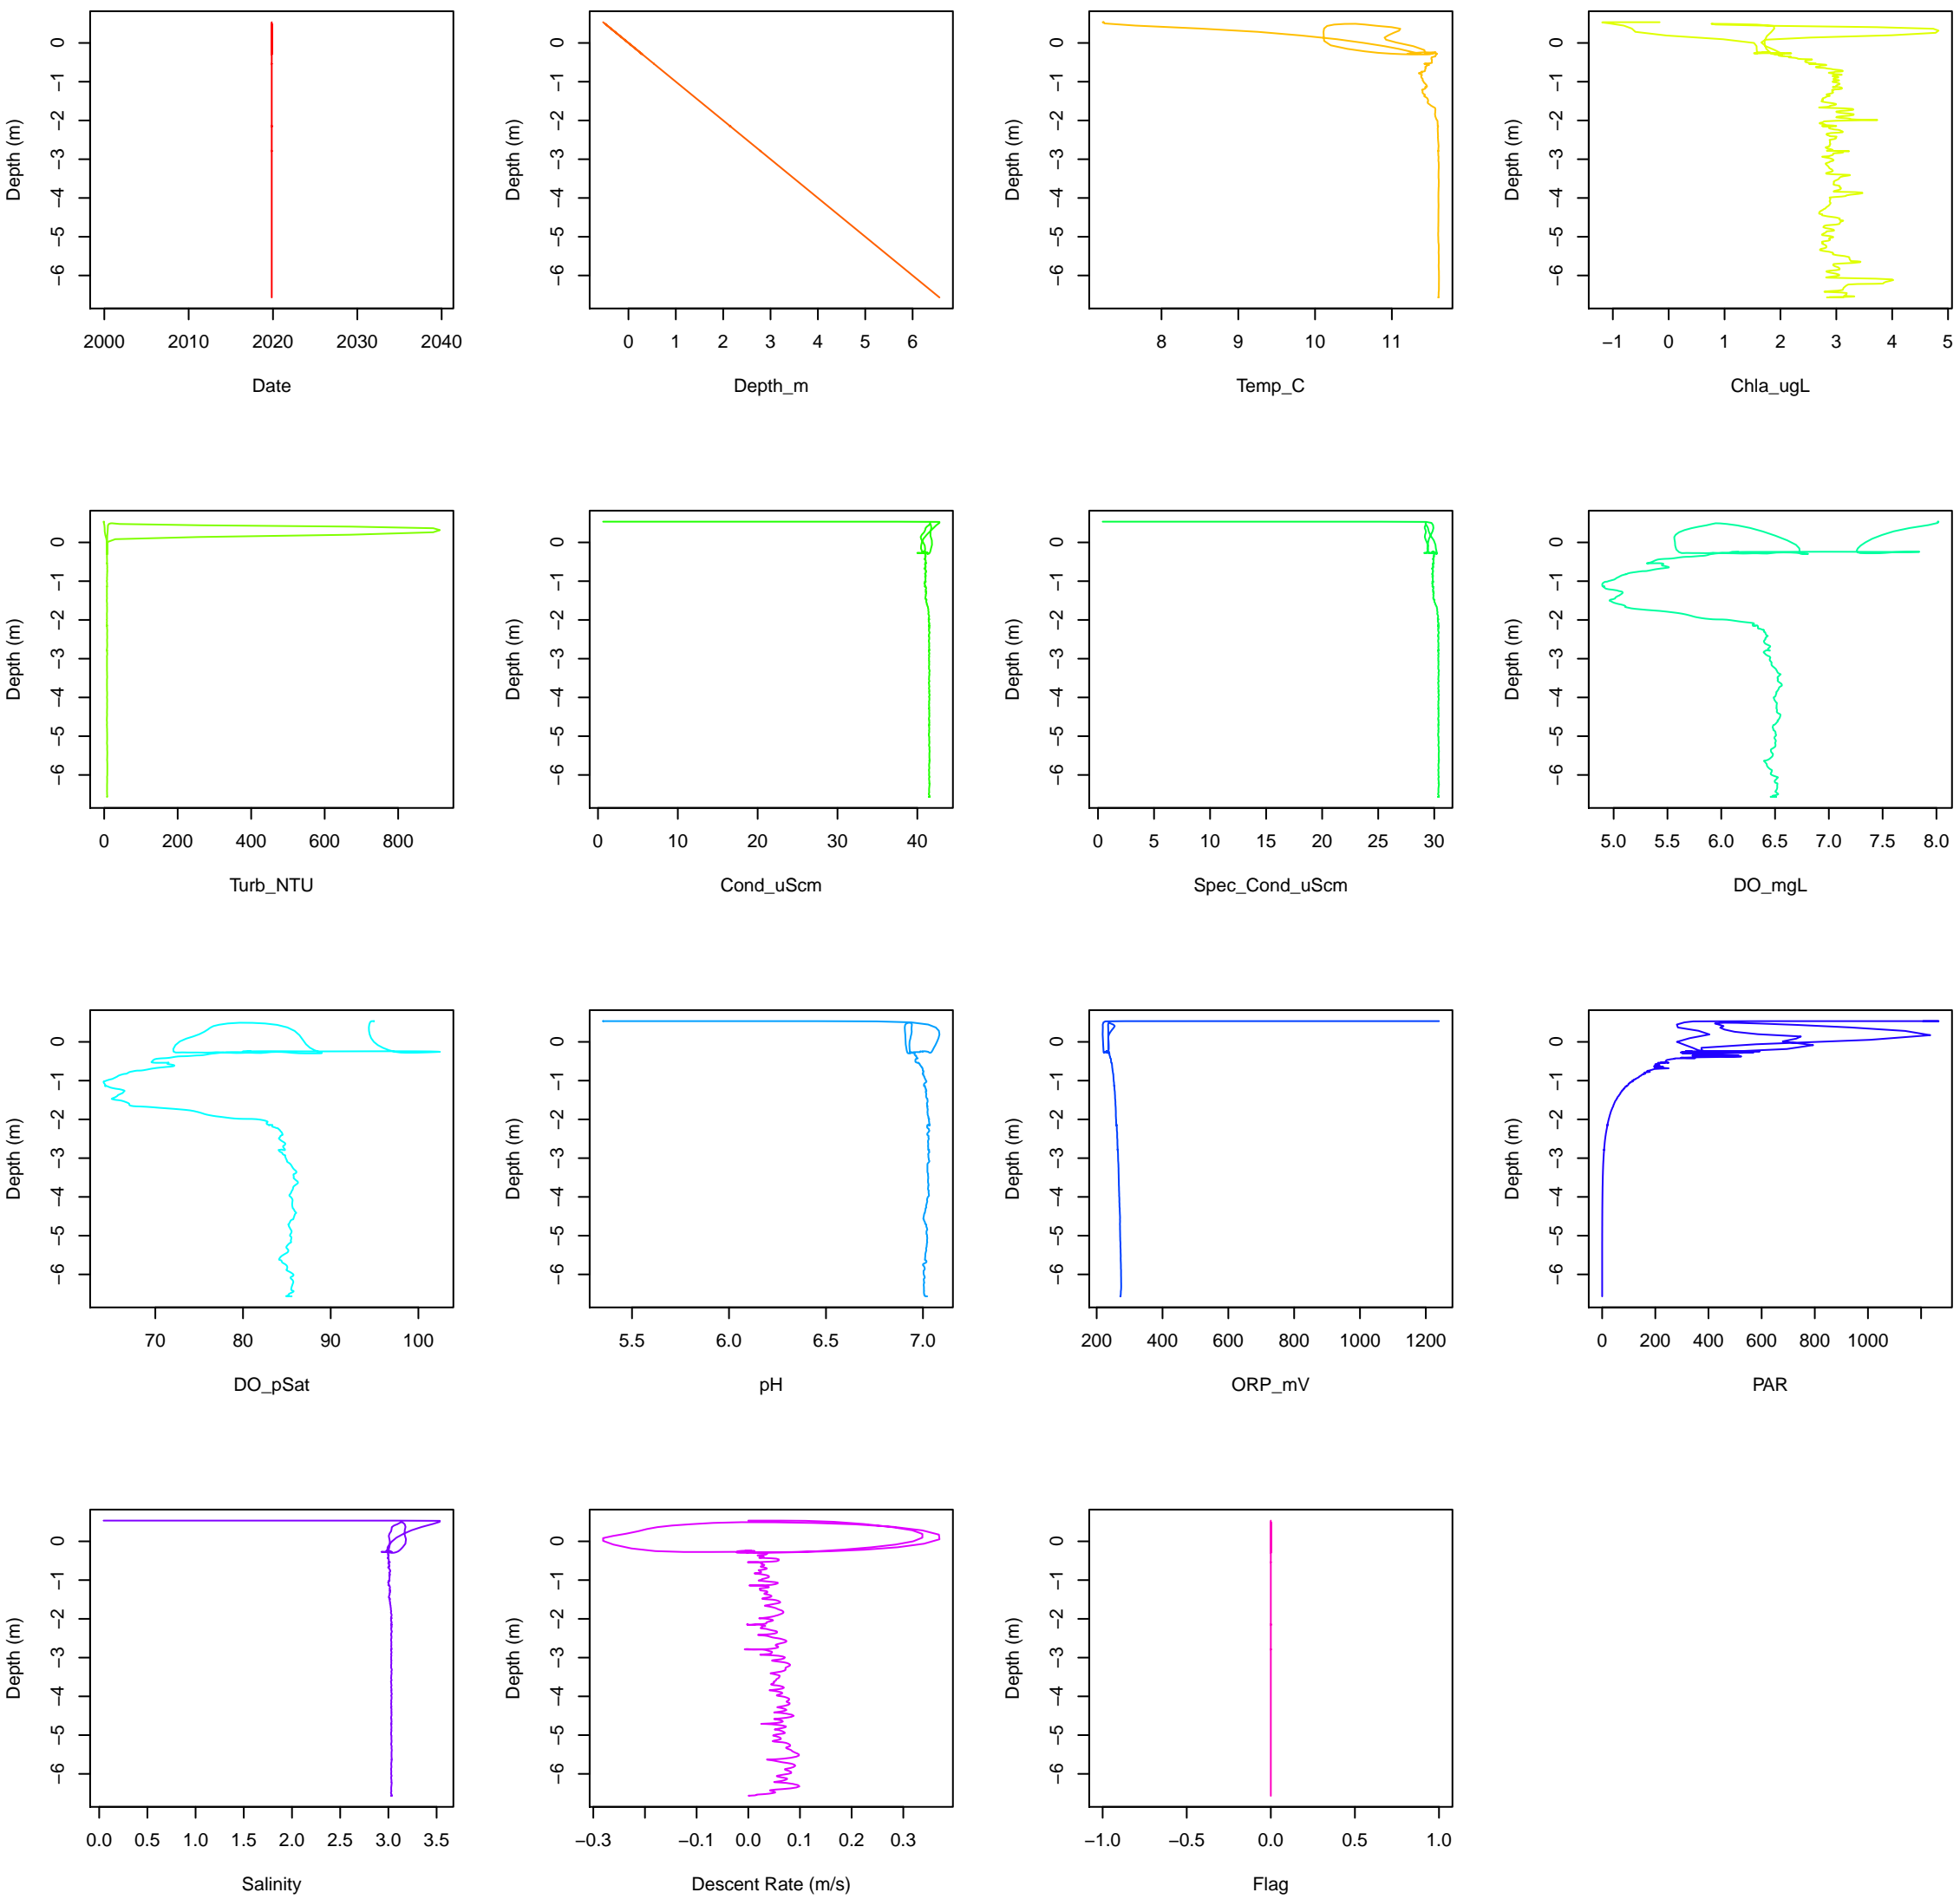 0 −1 −2 −3 −4 −5 −6
Depth (m)
2000 2010 2020 2030 2040
Date
0 −1 −2 −3 −4 −5 −6
Depth (m)
0 1 2 3 4 5 6
Depth_m
0 −1 −2 −3 −4 −5 −6
Depth (m)
8 9 10 11
Temp_C
0 −1 −2 −3 −4 −5 −6
Depth (m)
−1 0 1 2 3 4 5
Chla_ugL
0 −1 −2 −3 −4 −5 −6
Depth (m)
0 200 400 600 800
Turb_NTU
0 −1 −2 −3 −4 −5 −6
Depth (m)
0 10 20 30 40
Cond_uScm
0 −1 −2 −3 −4 −5 −6
Depth (m)
0 5 10 15 20 25 30
Spec_Cond_uScm
0 −1 −2 −3 −4 −5 −6
Depth (m)
5.0 5.5 6.0 6.5 7.0 7.5 8.0
DO_mgL
0 −1 −2 −3 −4 −5 −6
Depth (m)
70 80 90 100
DO_pSat
0 −1 −2 −3 −4 −5 −6
Depth (m)
5.5 6.0 6.5 7.0
pH
0 −1 −2 −3 −4 −5 −6
Depth (m)
200 400 600 800 1000 1200
ORP_mV
0 −1 −2 −3 −4 −5 −6
Depth (m)
0 200 400 600 800 1000
PAR
0 −1 −2 −3 −4 −5 −6
Depth (m)
0.0 0.5 1.0 1.5 2.0 2.5 3.0 3.5
Salinity
0 −1 −2 −3 −4 −5 −6
Depth (m)
−0.3 −0.1 0.0 0.1 0.2 0.3
Descent Rate (m/s)
0 −1 −2 −3 −4 −5 −6
Depth (m)
−1.0 −0.5 0.0 0.5 1.0
Flag